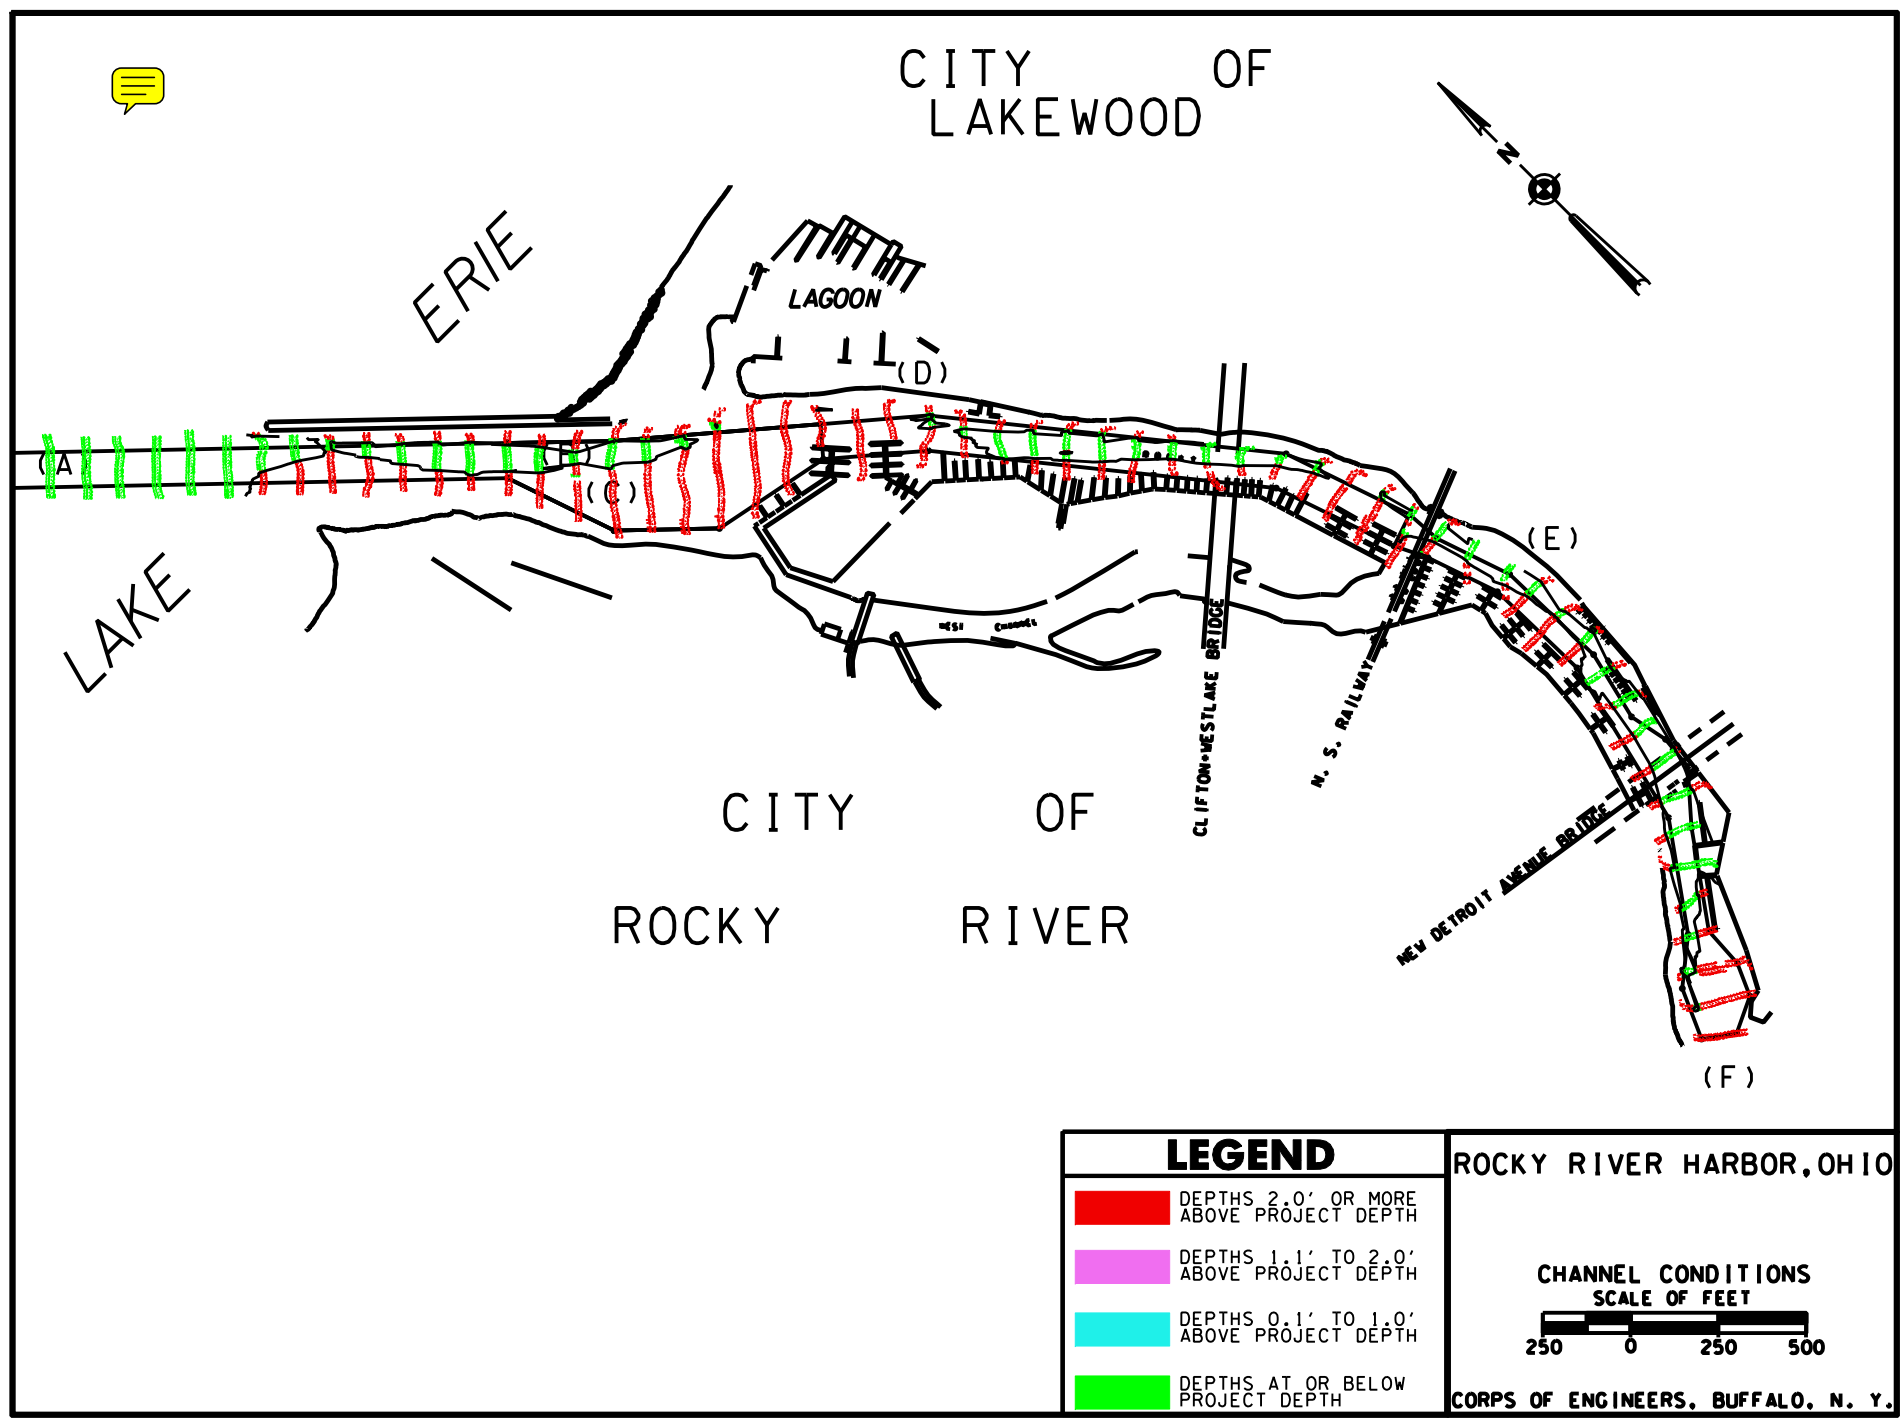 CITY OF
LAKEWOOD
N
ERIE
LAGOON
(D)
(A)
(B)
(C)
(E)
LAKE
CLIFTON-WESTLAKE BRIDGE
N. S. RAILWAY
NEW DETROIT AVENUE BRIDGE
CITY OF
ROCKY RIVER
(F)
LEGEND
DEPTHS 2.0' OR MORE
ABOVE PROJECT DEPTH
DEPTHS 1.1' TO 2.0'
ABOVE PROJECT DEPTH
DEPTHS 0.1' TO 1.0'
ABOVE PROJECT DEPTH
DEPTHS AT OR BELOW
PROJECT DEPTH
ROCKY RIVER HARBOR,OHIO
CHANNEL CONDITIONS
SCALE OF FEET
250 0 250 500
CORPS OF ENGINEERS, BUFFALO, N. Y.